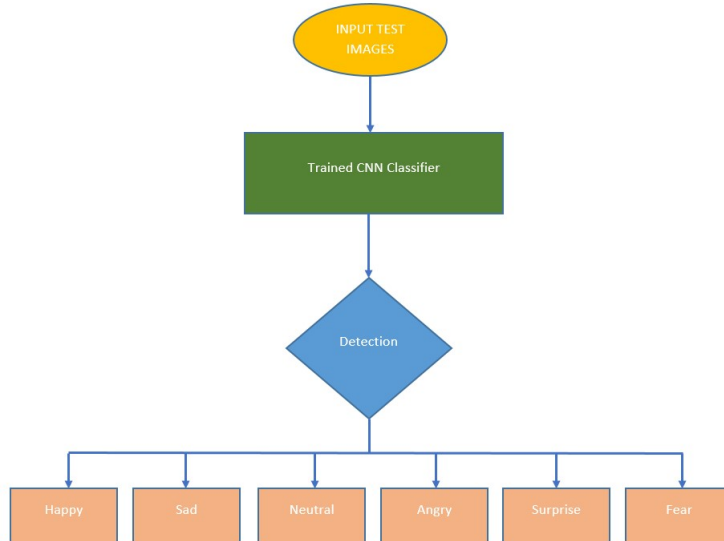 INPUT TEST
IMAGES
Trained CNN Classifier
Detection
Happy
Sad
Neutral
Angry
Surprise
Fear